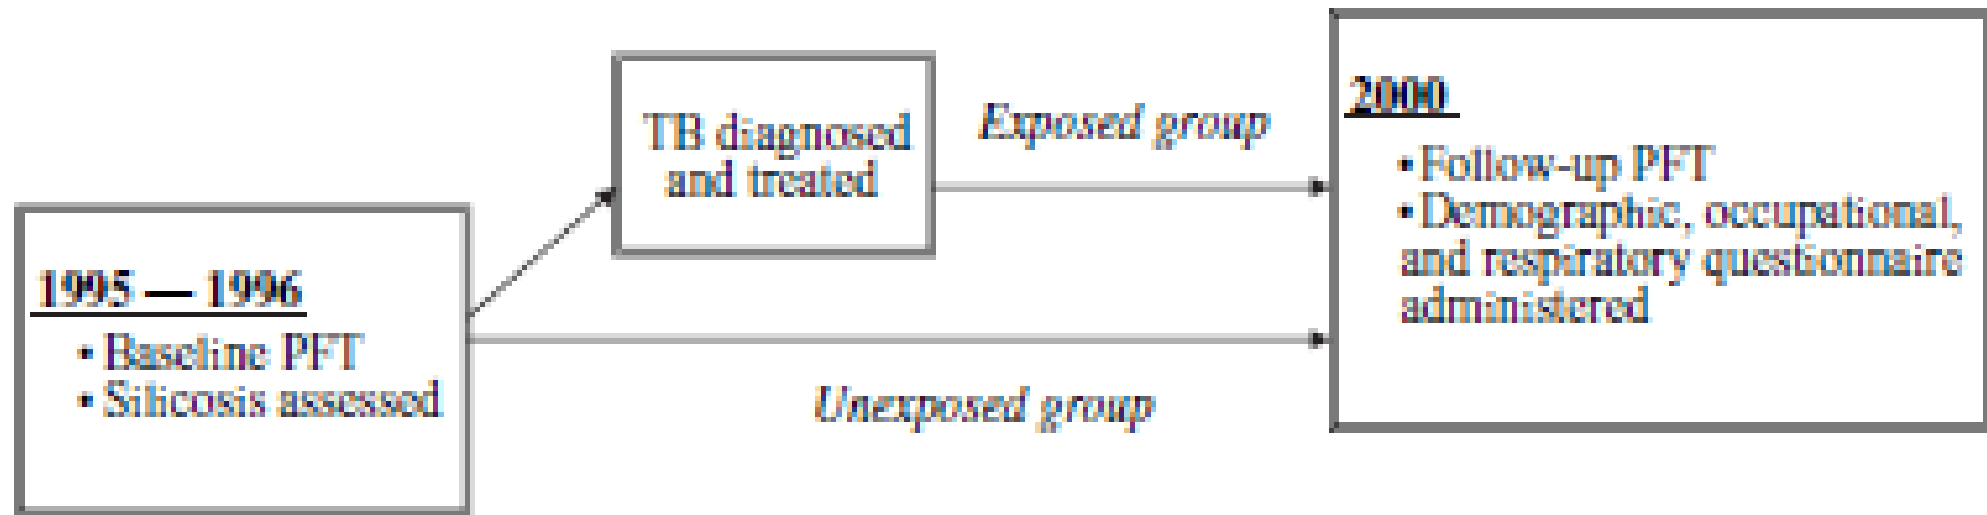 1995 — 1996
• Baseline PFT
• Silicosis assessed
TB diagnosed
and treated
Exposed group
Unexposed group
2000
• Follow-up PFT
• Demographic, occupational,
and respiratory questionnaire
administered